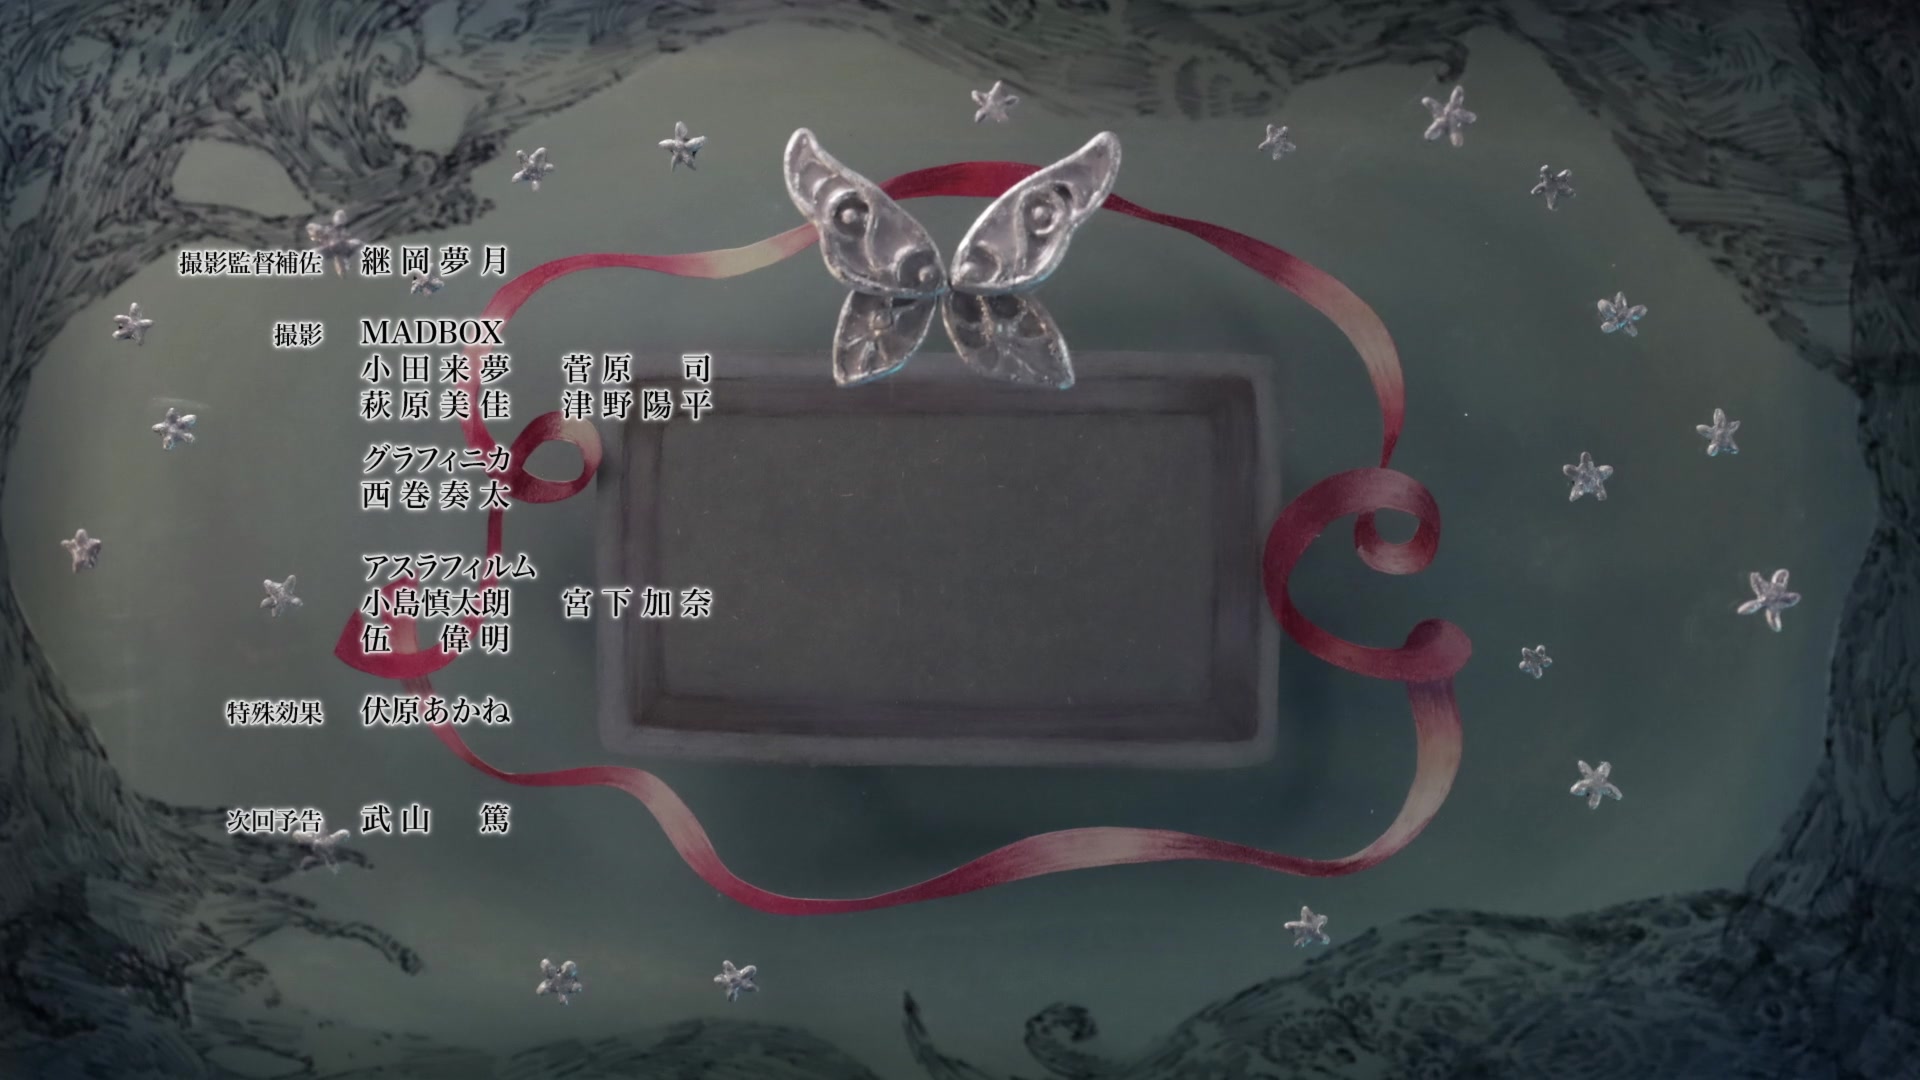 撮影監督補佐 継岡夢月
撮影 MADBOX
小田来夢 菅原 司
萩原美佳 津野陽平
グラフィニカ
西巻奏太
アスラフィルム
小島慎太朗 宮下加奈
伍 偉明
特殊効果 伏原あかね
次回予告 武山 篤